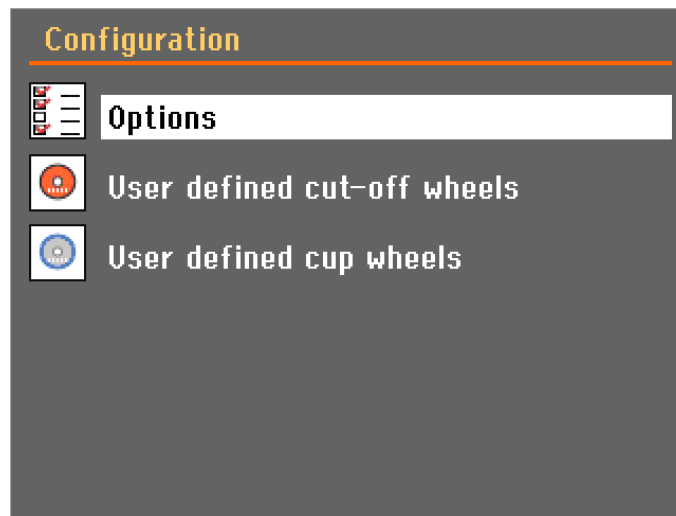 Configuration
Options
User defined cut-off wheels
User defined cup wheels